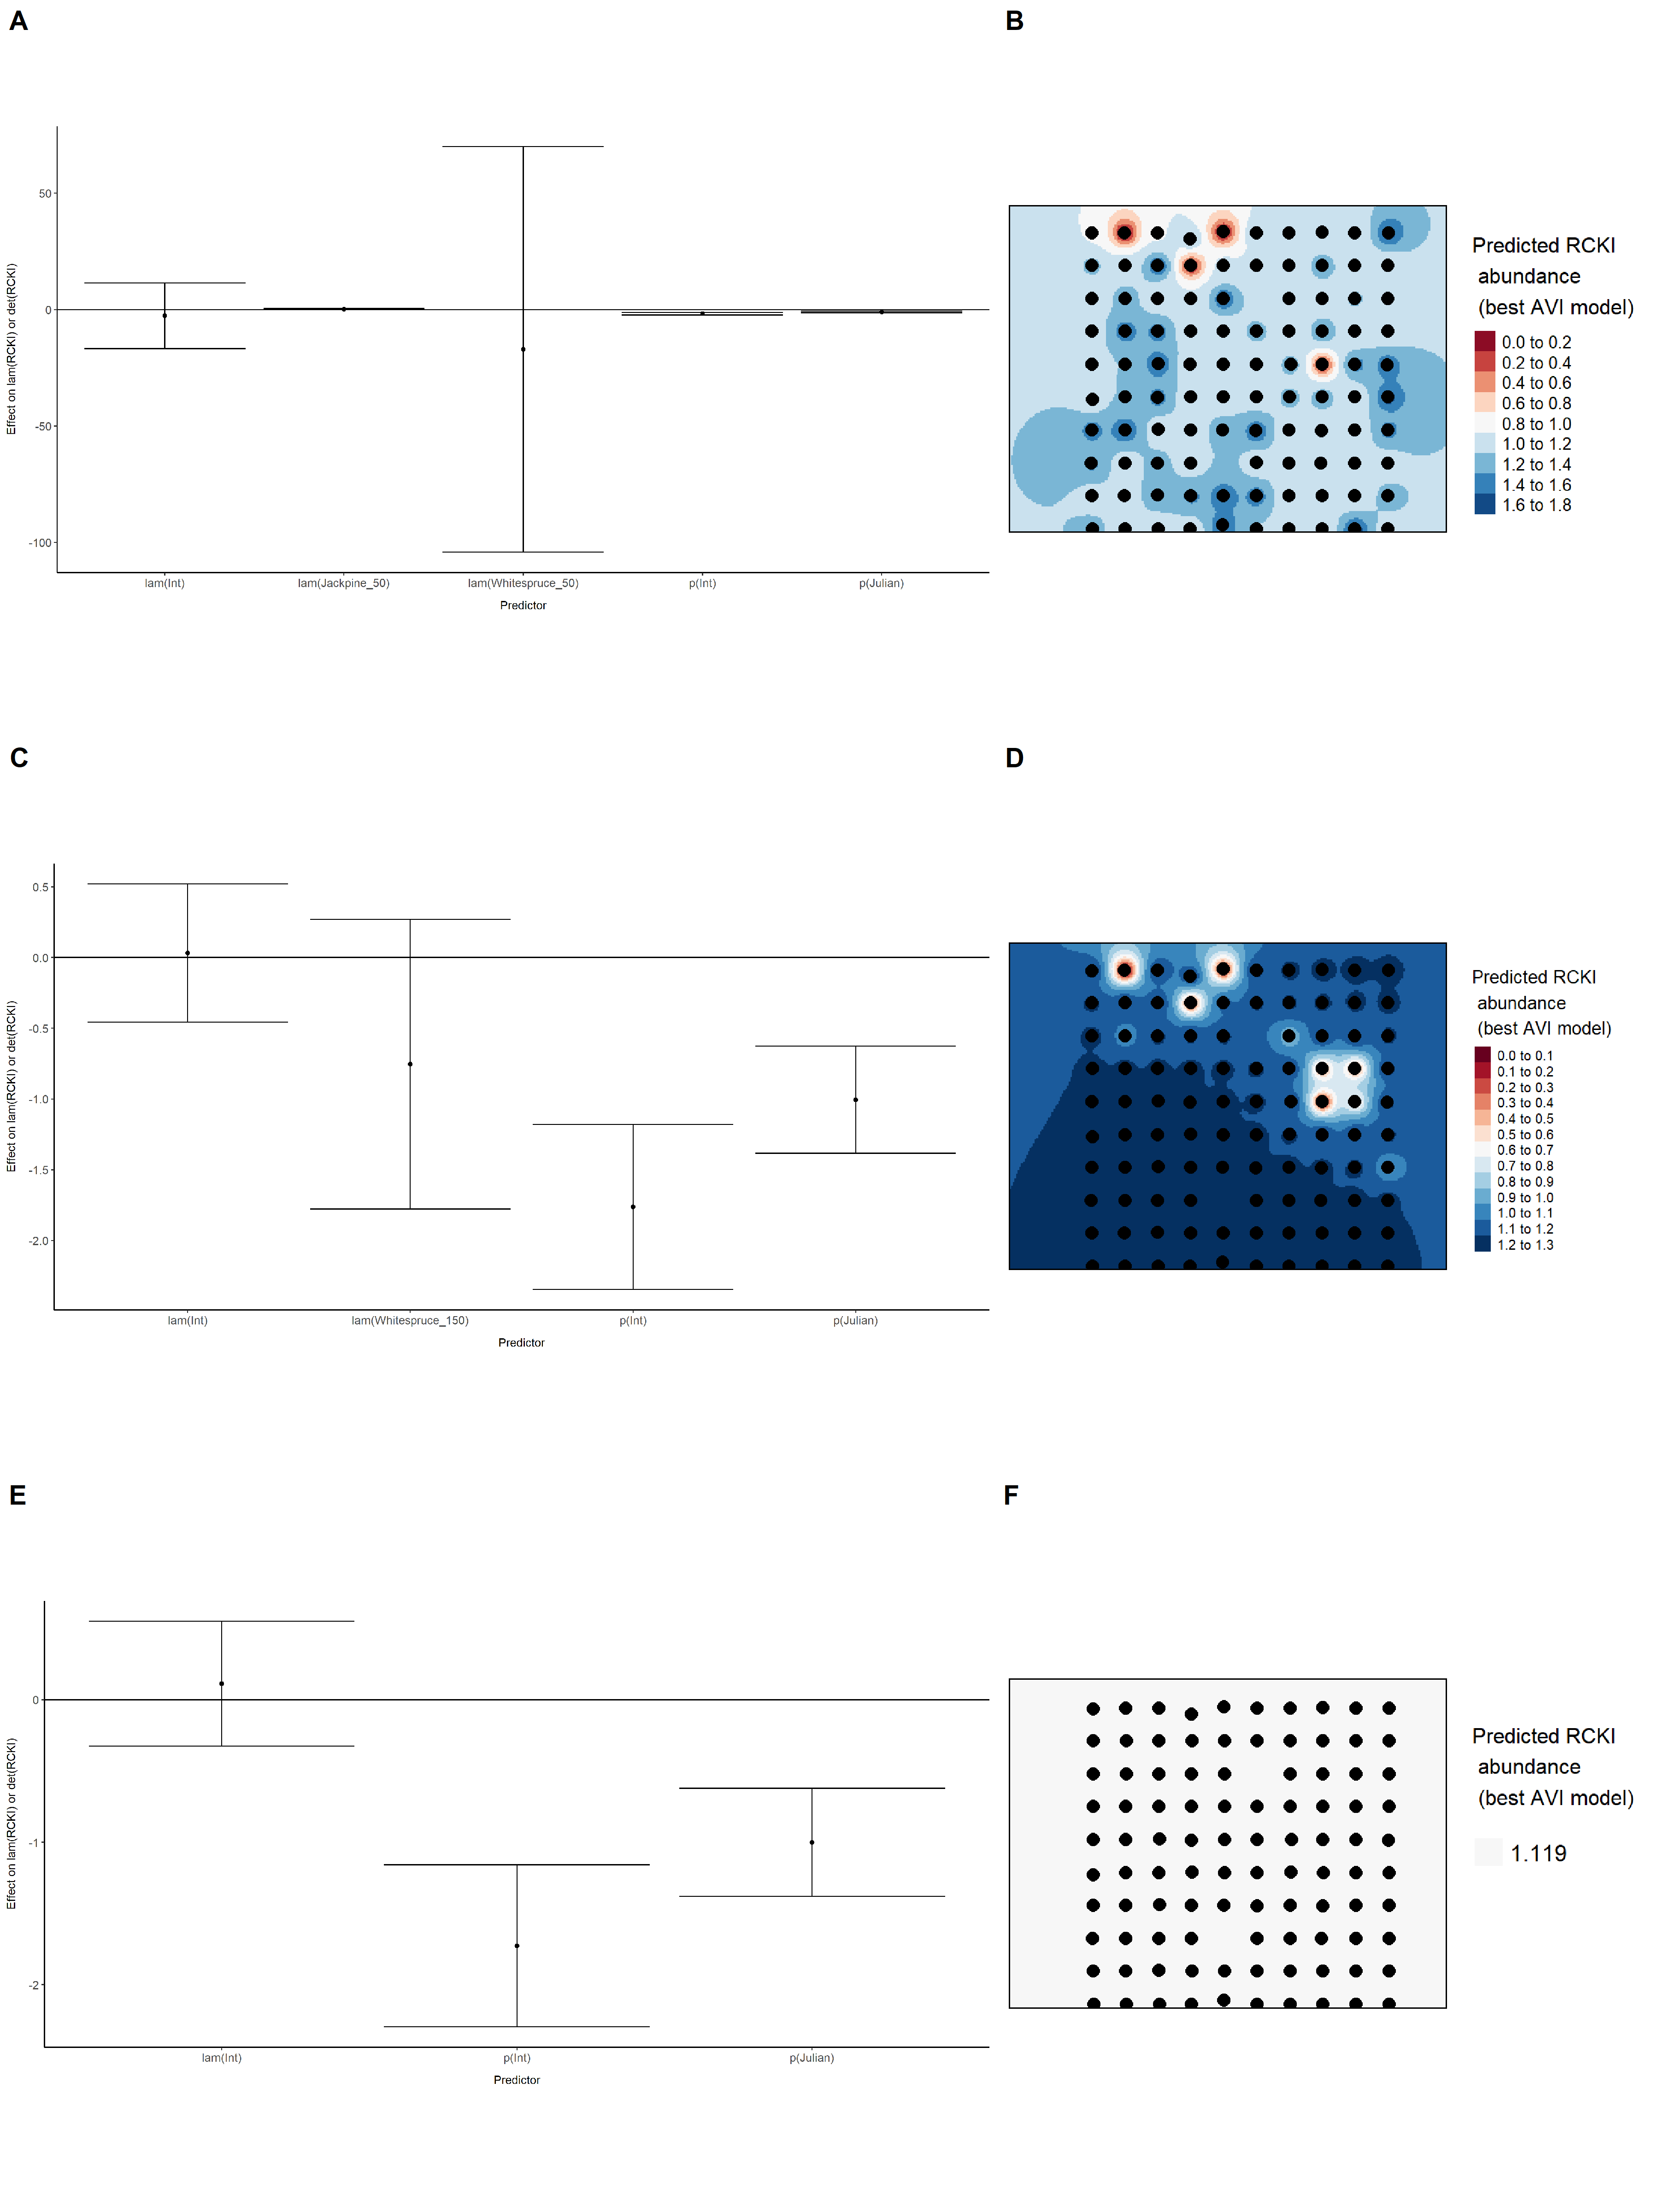 A
B
Effect on lam(RCKI) or det(RCKI)
50
0
-50
-100
lam(Int)
lam(Jackpine_50)
lam(Whitespruce_50)
p(Int)
p(Julian)
Predictor
Predicted RCKI
abundance
(best AVI model)
0.0 to 0.2
0.2 to 0.4
0.4 to 0.6
0.6 to 0.8
0.8 to 1.0
1.0 to 1.2
1.2 to 1.4
1.4 to 1.6
1.6 to 1.8
C
D
Effect on lam(RCKI) or det(RCKI)
0.5
0.0
-0.5
-1.0
-1.5
-2.0
lam(Int)
lam(Whitespruce_150)
p(Int)
p(Julian)
Predictor
Predicted RCKI
abundance
(best AVI model)
0.0 to 0.1
0.1 to 0.2
0.2 to 0.3
0.3 to 0.4
0.4 to 0.5
0.5 to 0.6
0.6 to 0.7
0.7 to 0.8
0.8 to 0.9
0.9 to 1.0
1.0 to 1.1
1.1 to 1.2
1.2 to 1.3
E
F
Effect on lam(RCKI) or det(RCKI)
0
-1
-2
lam(Int)
p(Int)
p(Julian)
Predictor
Predicted RCKI
abundance
(best AVI model)
1.119